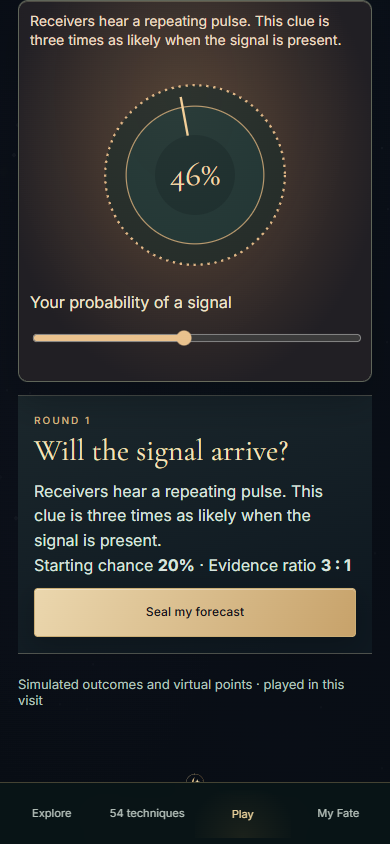 Receivers hear a repeating pulse. This clue is
three times as likely when the signal is present.
46%
Your probability of a signal
ROUND 1
Will the signal arrive?
Receivers hear a repeating pulse. This
clue is three times as likely when the
signal is present.
Starting chance 20% · Evidence ratio 3 : 1
Seal my forecast
Simulated outcomes and virtual points · played in this
visit
Explore
54 techniques
Play
My Fate